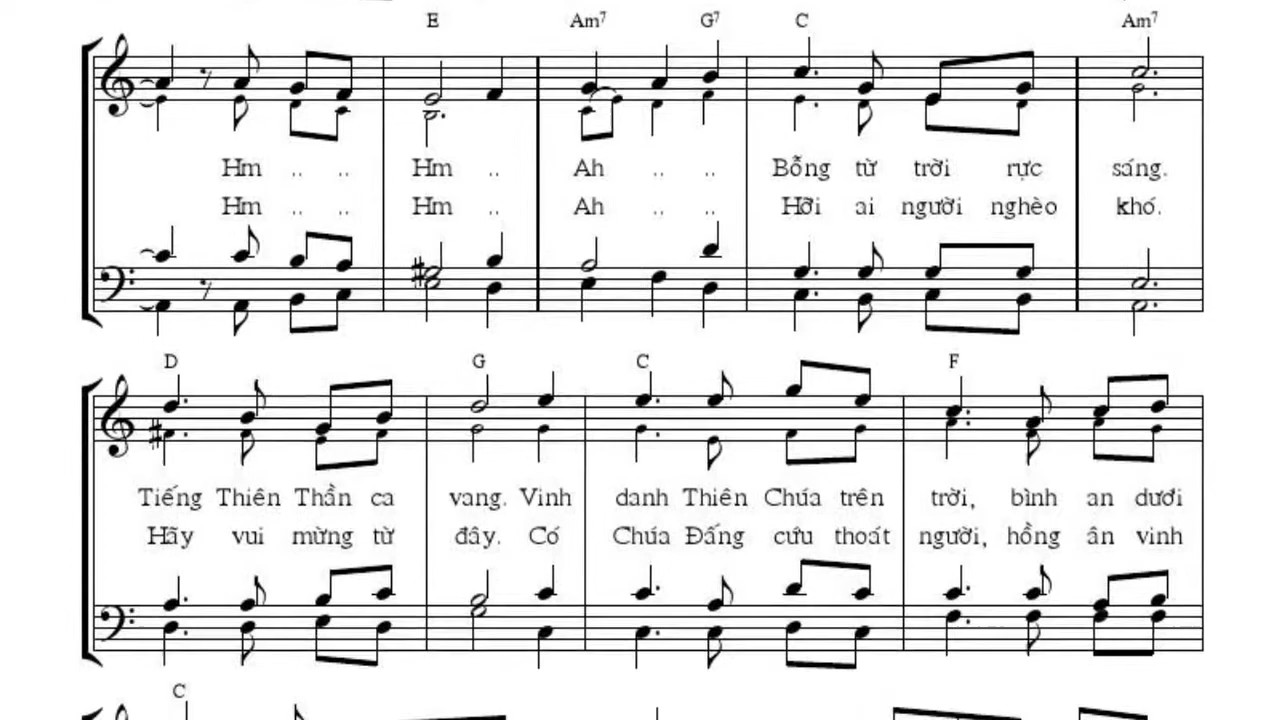 E Am7 G7 C Am7
Hm .. .. Hm .. Ah .. .. Bỗng từ trời rực sáng.
Hm .. .. Hm .. Ah .. .. Hỡi ai người nghèo khó.
D G C F
Tiếng Thiên Thần ca vang. Vinh danh Thiên Chúa trên trời, bình an dưới
Hãy vui mừng từ đây. Có Chúa Đấng cứu thoát người, hồng ân vinh
C